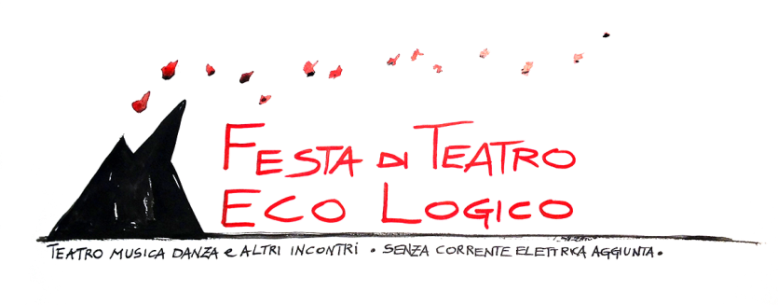 FESTA DI TEATRO
ECO LOGICO
TEATRO MUSICA DANZA e ALTRI INCONTRI • SENZA CORRENTE ELETTRICA AGGIUNTA •